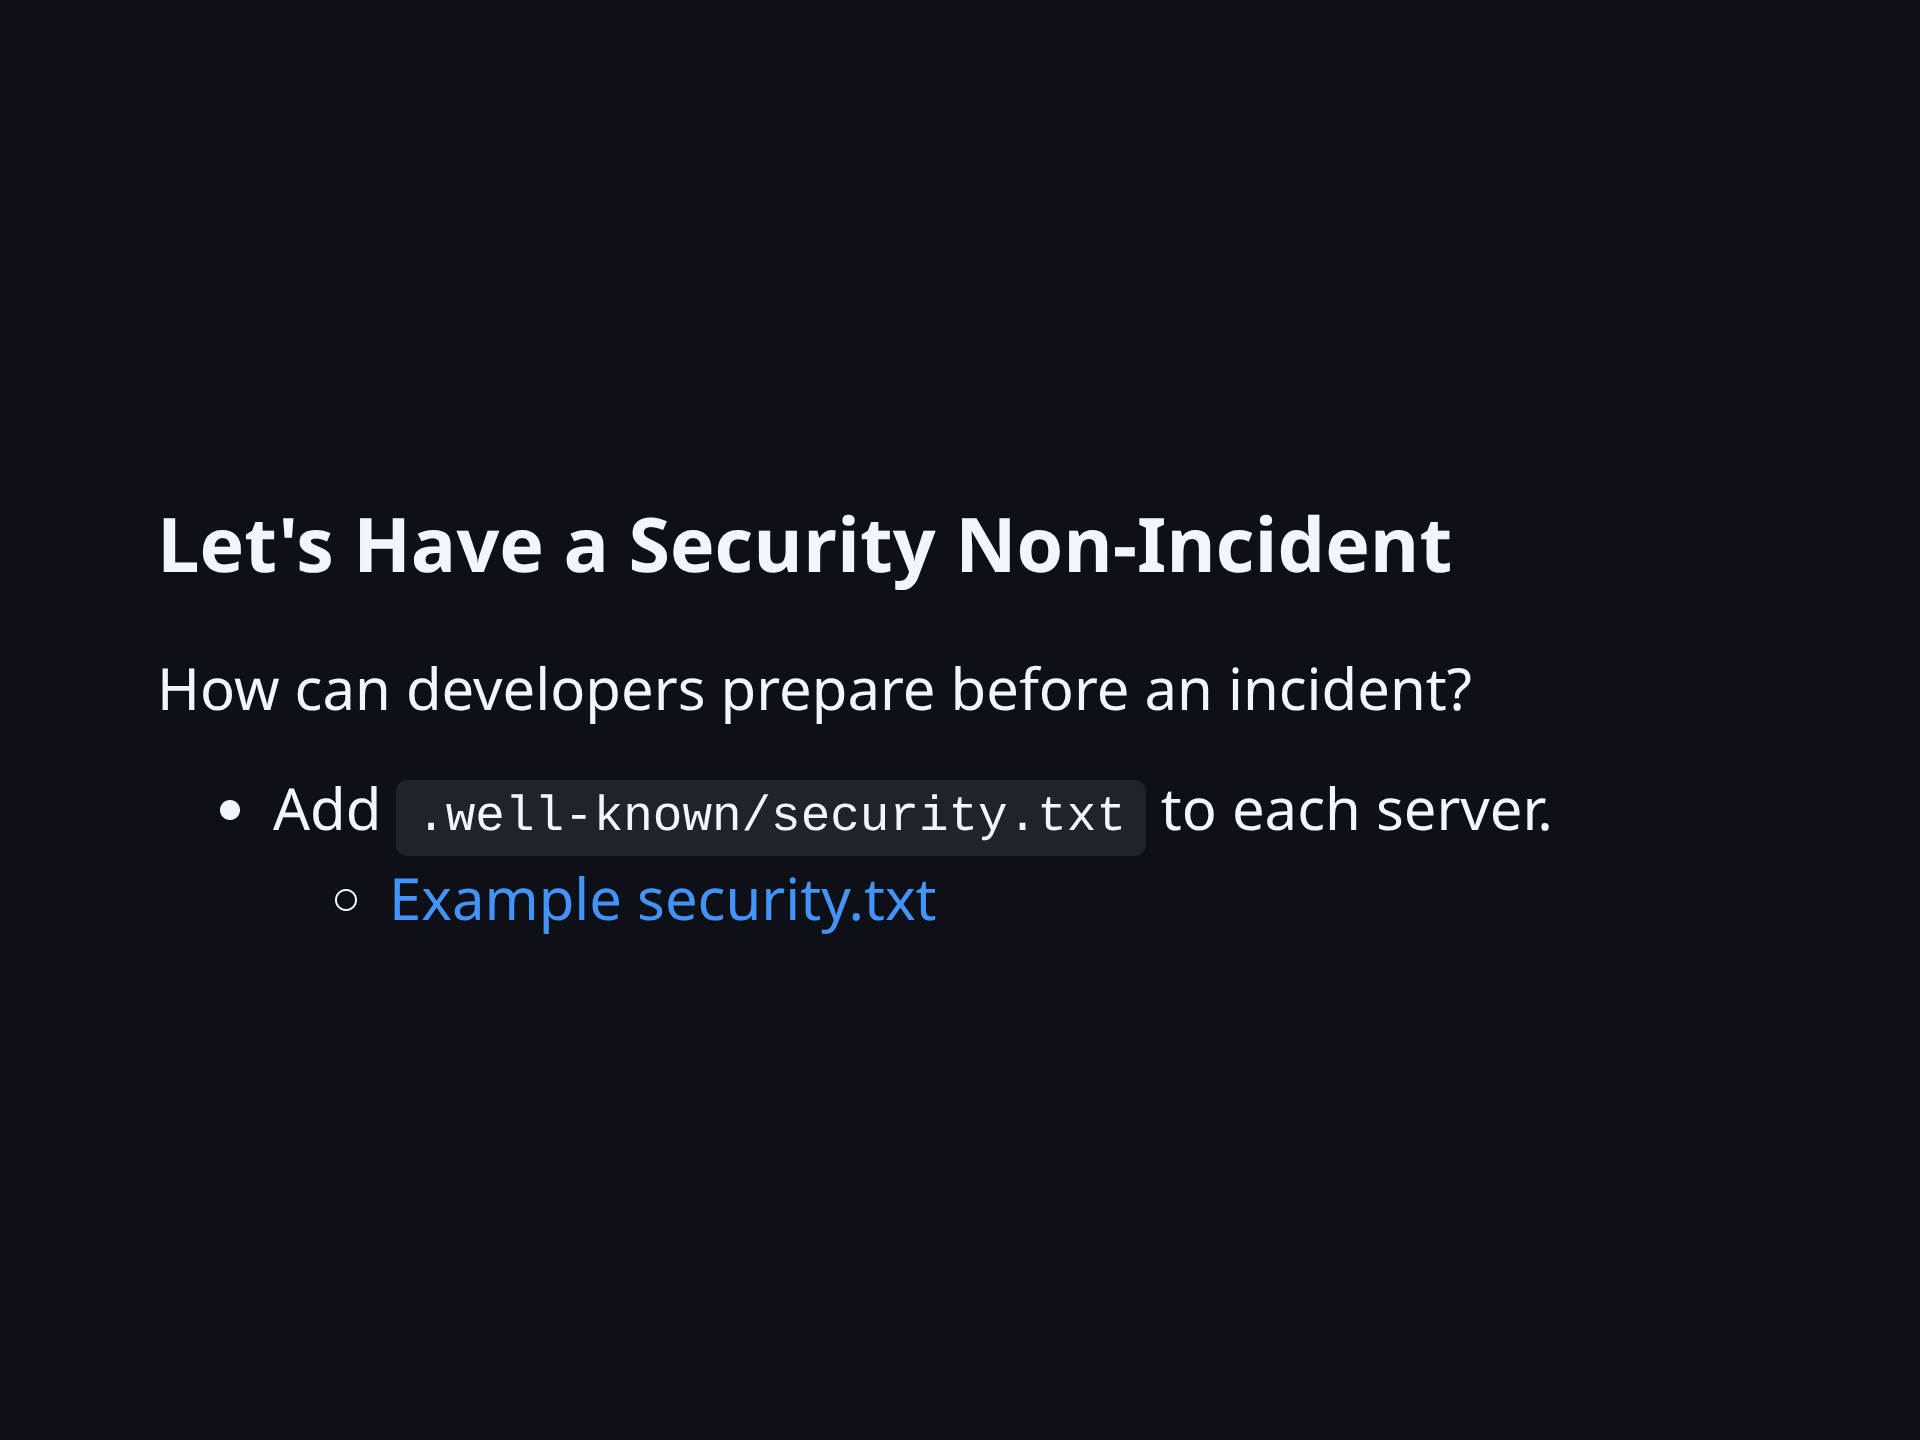 Let's Have a Security Non-Incident
How can developers prepare before an incident?
Add .well-known/security.txt to each server.
Example security.txt